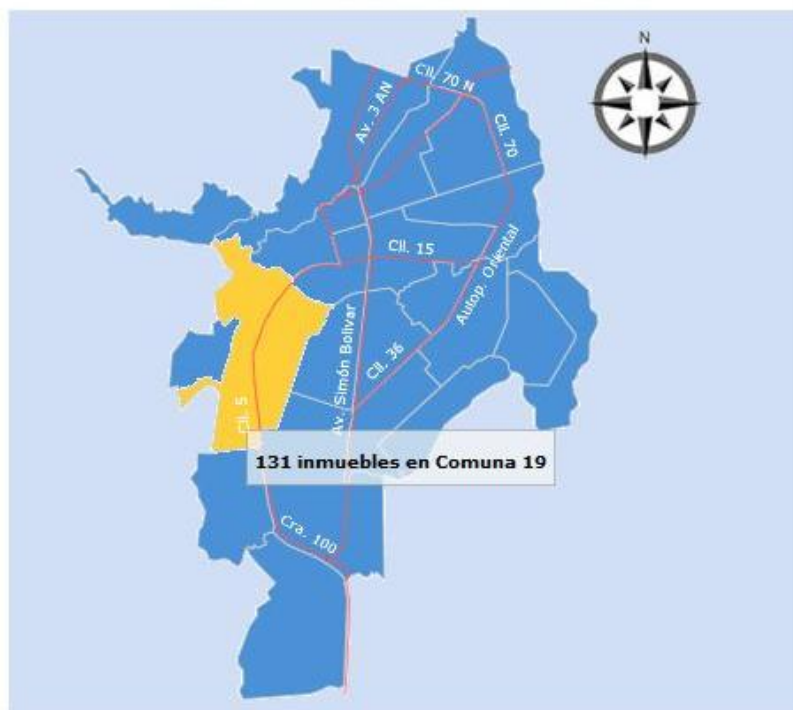 N
Cll. 70 N
Av. 3 AN
Cll. 70
Cll. 15
Autop. Oriental
Av. Simón Bolivar
Cll. 36
Cll. 5
131 inmuebles en Comuna 19
Cra. 100